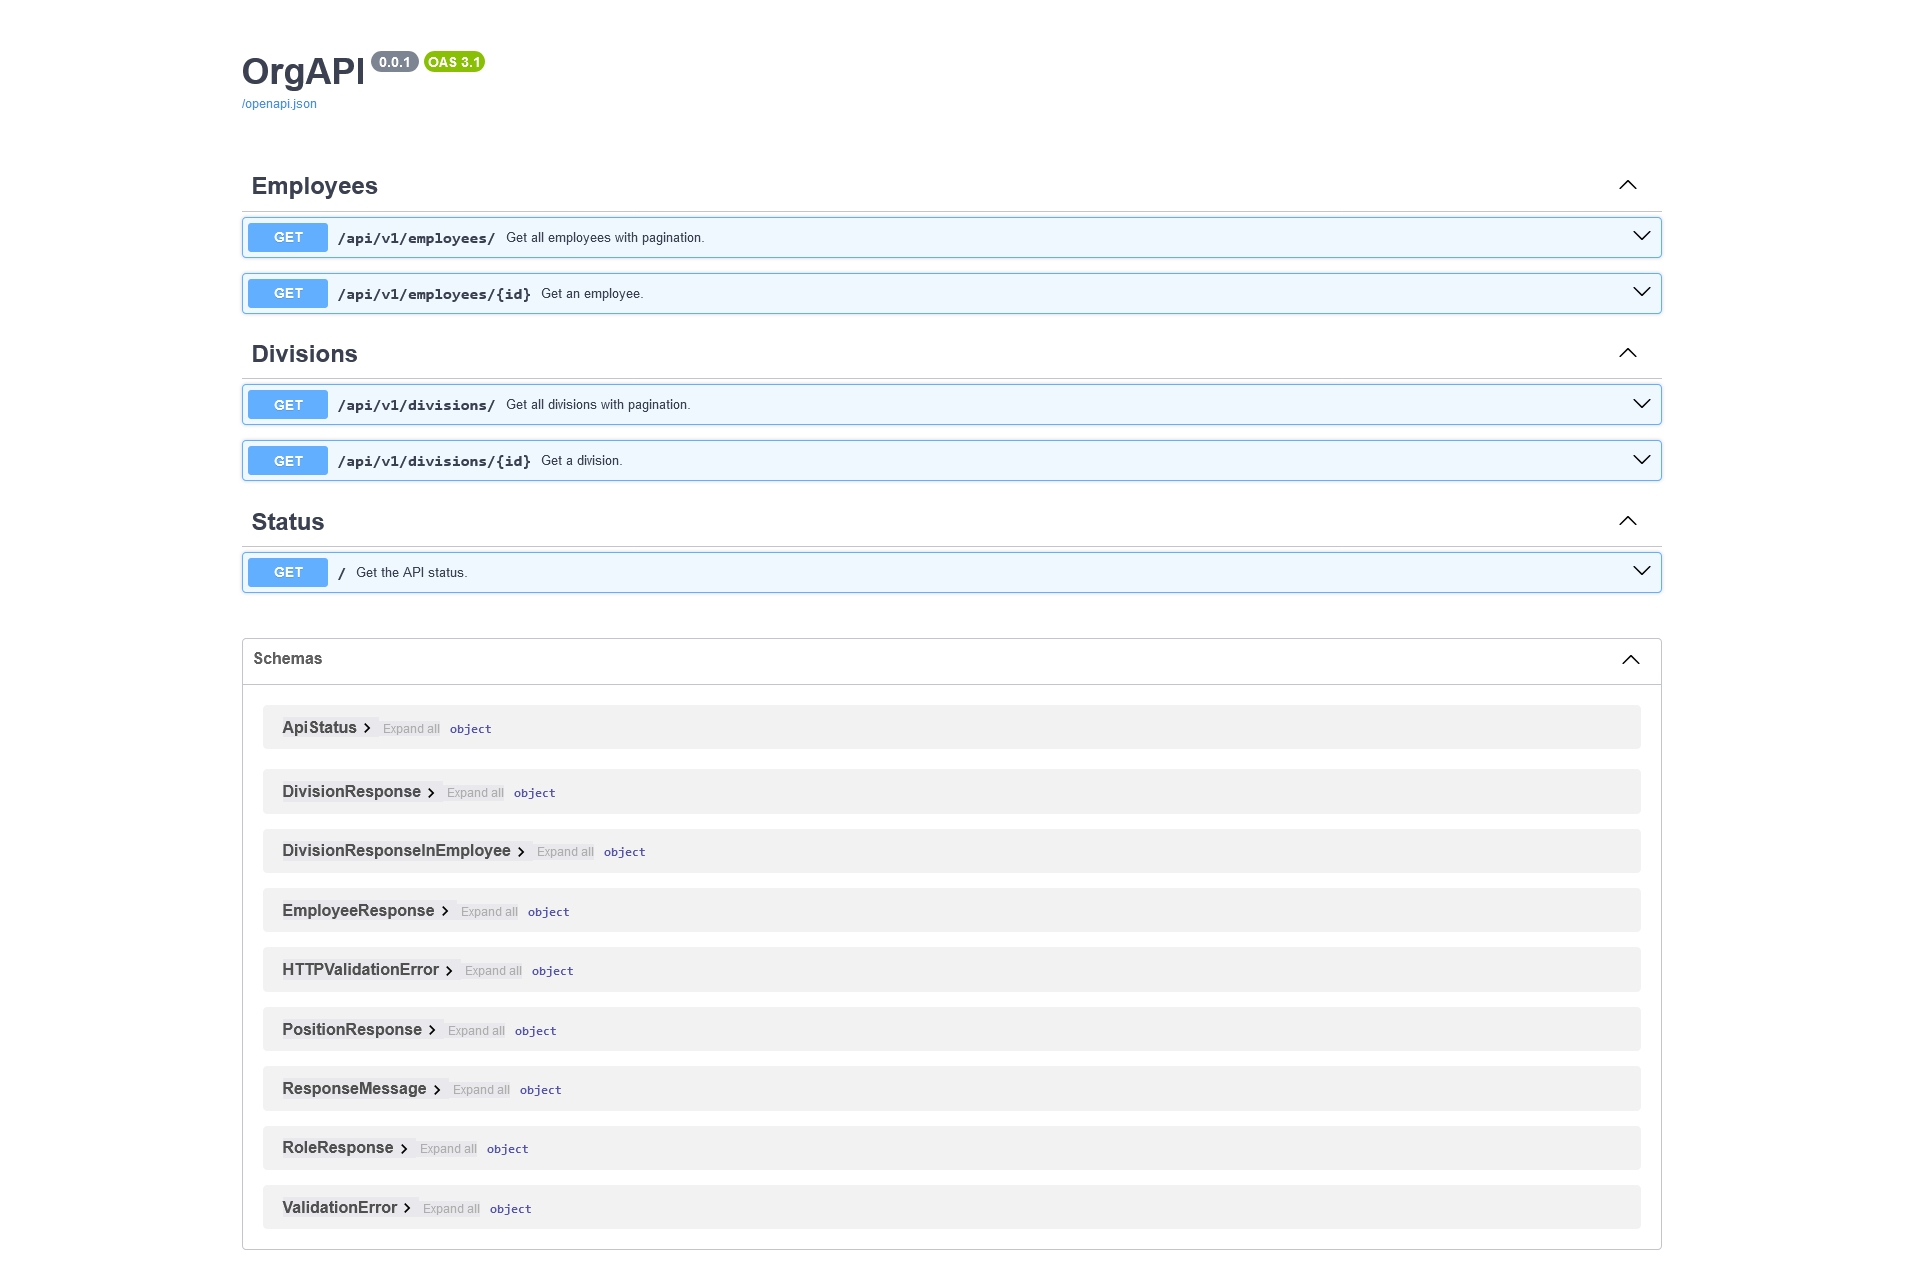 OrgAPI 0.0.1 OAS 3.1
/openapi.json
Employees
GET /api/v1/employees/ Get all employees with pagination.
GET /api/v1/employees/{id} Get an employee.
Divisions
GET /api/v1/divisions/ Get all divisions with pagination.
GET /api/v1/divisions/{id} Get a division.
Status
GET / Get the API status.
Schemas
ApiStatus Expand all object
DivisionResponse Expand all object
DivisionResponseInEmployee Expand all object
EmployeeResponse Expand all object
HTTPValidationError Expand all object
PositionResponse Expand all object
ResponseMessage Expand all object
RoleResponse Expand all object
ValidationError Expand all object